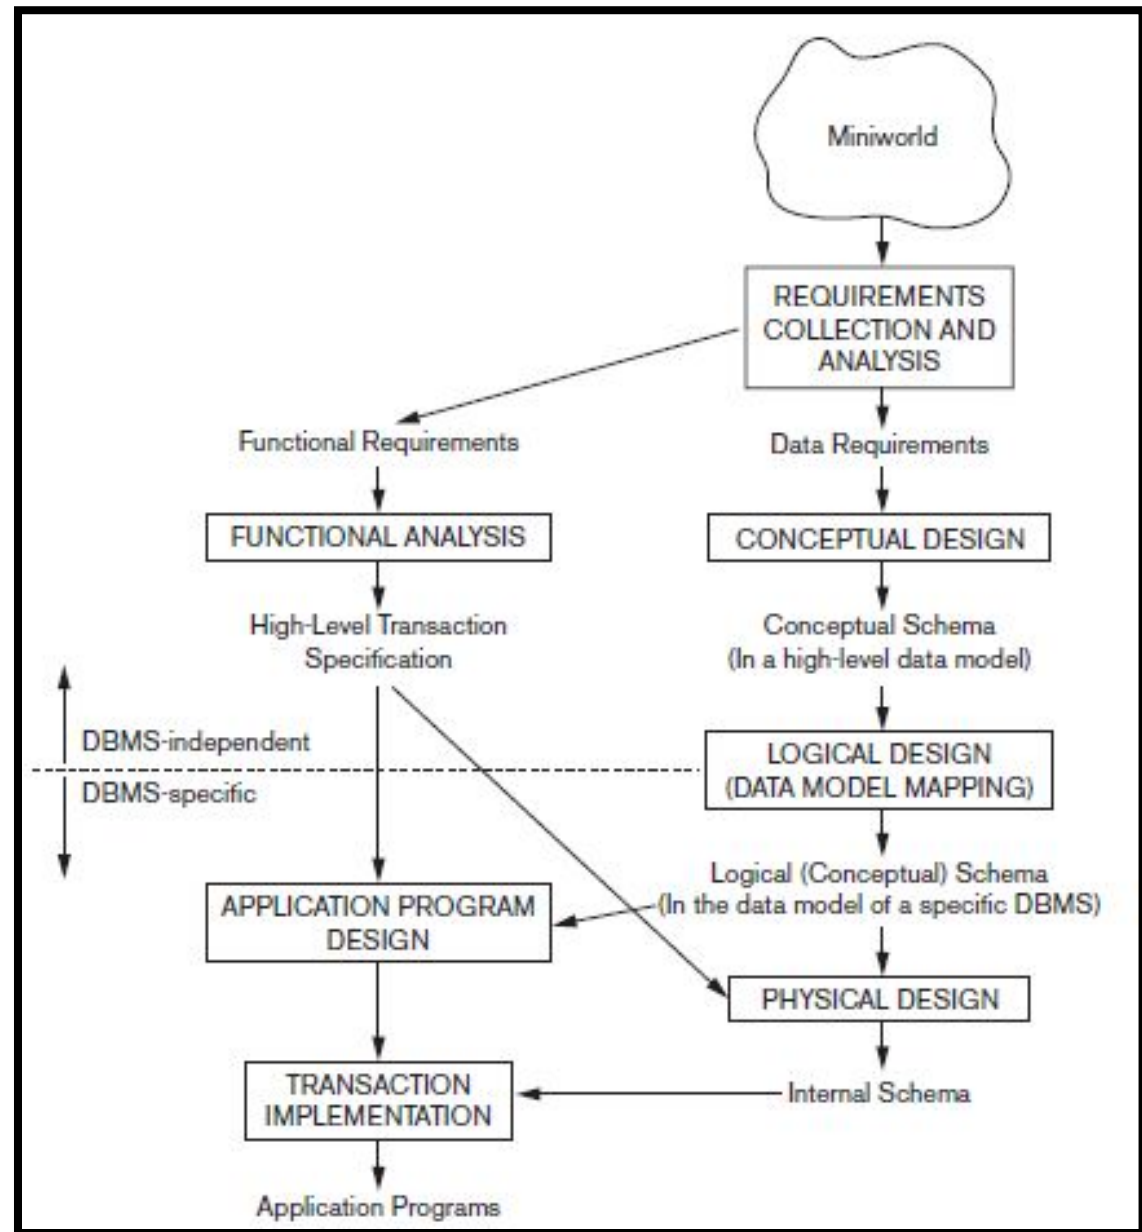 Miniworld
REQUIREMENTS
COLLECTION AND
ANALYSIS
Functional Requirements
Data Requirements
FUNCTIONAL ANALYSIS
CONCEPTUAL DESIGN
High-Level Transaction
Specification
Conceptual Schema
(In a high-level data model)
DBMS-independent
DBMS-specific
LOGICAL DESIGN
(DATA MODEL MAPPING)
Logical (Conceptual) Schema
(In the data model of a specific DBMS)
APPLICATION PROGRAM
DESIGN
PHYSICAL DESIGN
TRANSACTION
IMPLEMENTATION
Internal Schema
Application Programs